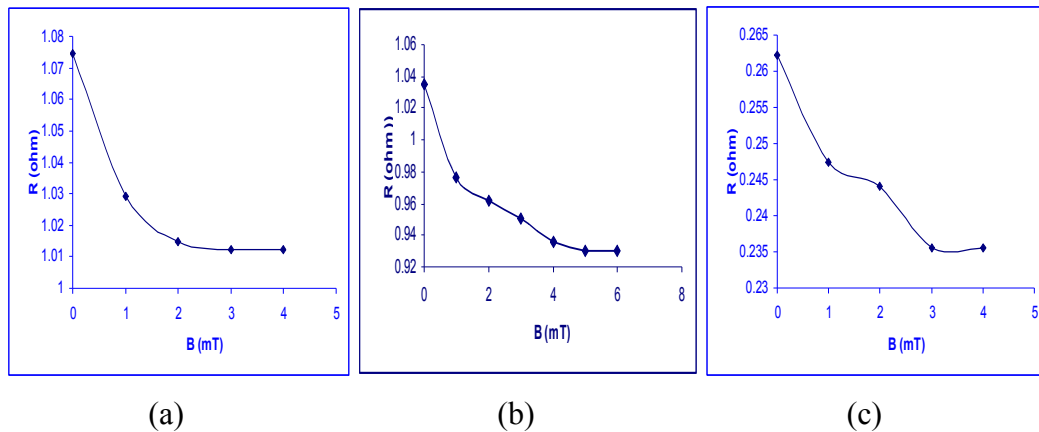 1.08
1.07
1.06
1.05
1.04
1.03
1.02
1.01
1
R (ohm)
0 1 2 3 4 5
B (mT)
(a)
1.06
1.04
1.02
1
0.98
0.96
0.94
0.92
R (ohm))
0 2 4 6 8
B (mT)
(b)
0.265
0.26
0.255
0.25
0.245
0.24
0.235
0.23
R (ohm)
0 1 2 3 4 5
B (mT)
(c)